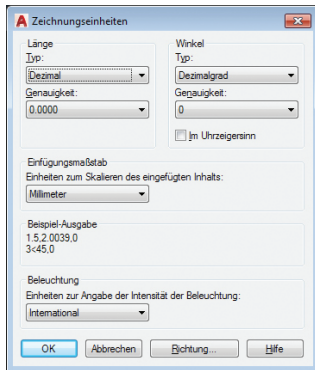 Zeichnungseinheiten
Länge
Typ:
Dezimal
Genauigkeit:
0.0000
Winkel
Typ:
Dezimalgrad
Genauigkeit:
0
Im Uhrzeigersinn
Einfügungsmaßstab
Einheiten zum Skalieren des eingefügten Inhalts:
Millimeter
Beispiel-Ausgabe
1.5,2.0039,0
3<45,0
Beleuchtung
Einheiten zur Angabe der Intensität der Beleuchtung:
International
OK Abbrechen Richtung... Hilfe